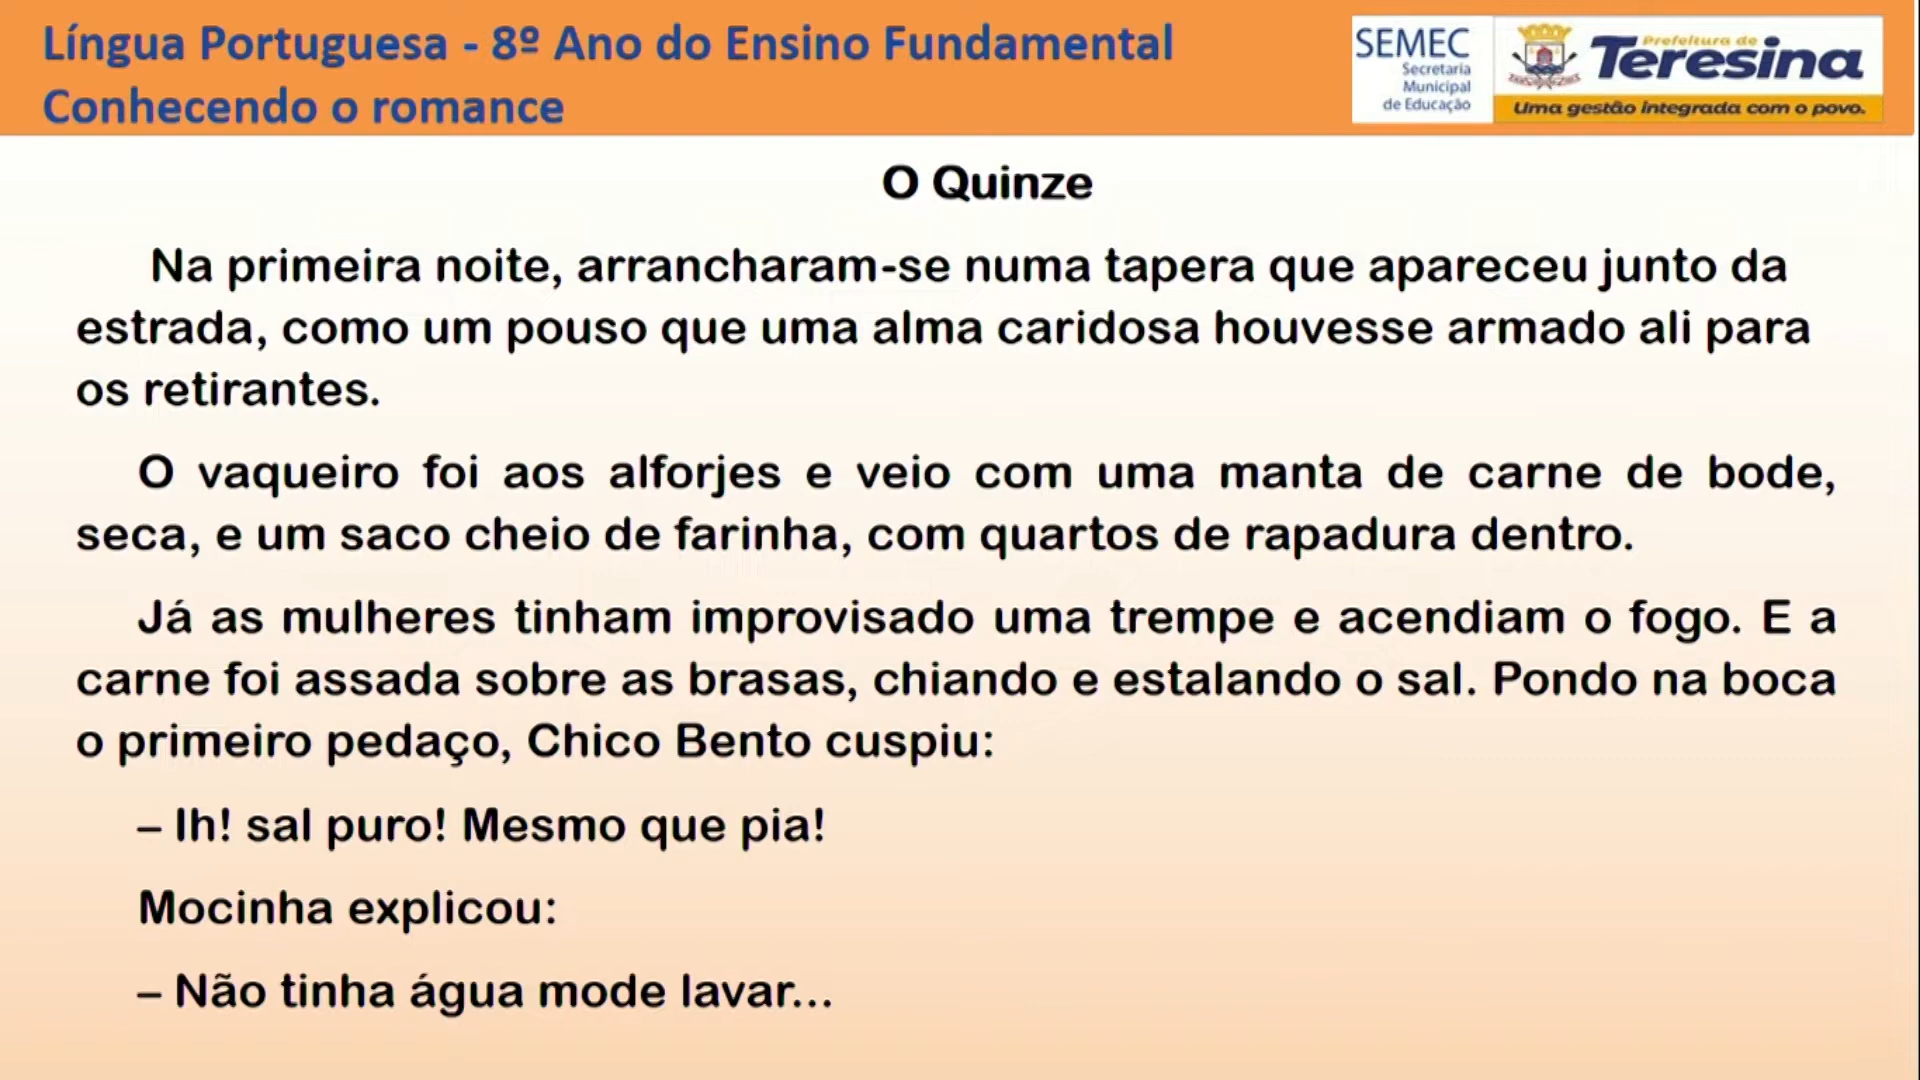 Língua Portuguesa - 8º Ano do Ensino Fundamental
Conhecendo o romance
SEMEC
Secretaria
Municipal
de Educação
Prefeitura de
Teresina
Uma gestão integrada com o povo.
O Quinze
Na primeira noite, arrancharam-se numa tapera que apareceu junto da
estrada, como um pouso que uma alma caridosa houvesse armado ali para
os retirantes.
O vaqueiro foi aos alforjes e veio com uma manta de carne de bode,
seca, e um saco cheio de farinha, com quartos de rapadura dentro.
Já as mulheres tinham improvisado uma trempe e acendiam o fogo. E a
carne foi assada sobre as brasas, chiando e estalando o sal. Pondo na boca
o primeiro pedaço, Chico Bento cuspiu:
– Ih! sal puro! Mesmo que pia!
Mocinha explicou:
– Não tinha água mode lavar...